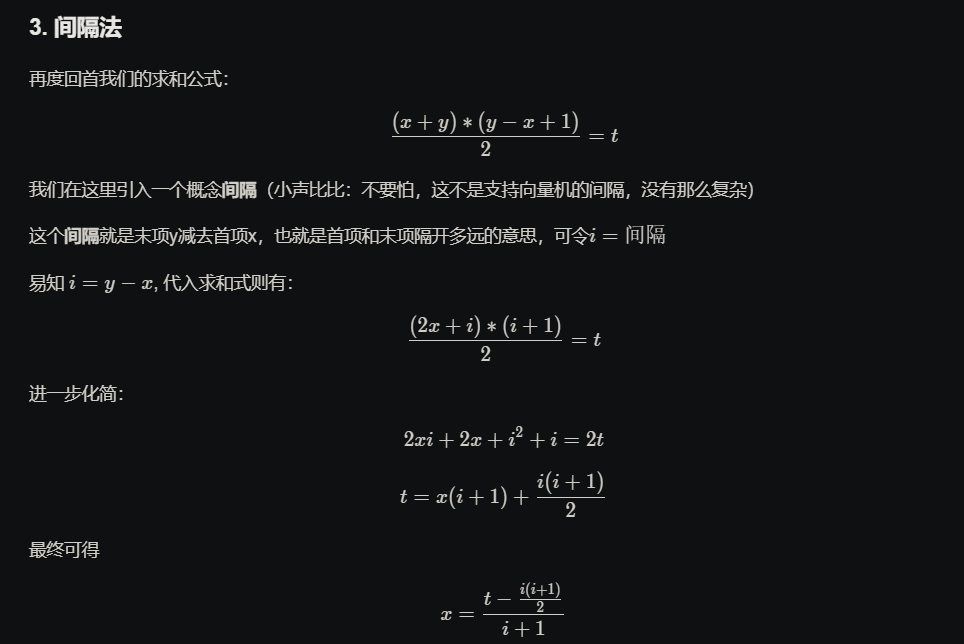 3. 间隔法
再度回首我们的求和公式：
(x + y) * (y − x + 1) / 2 = t
我们在这里引入一个概念间隔（小声比比：不要怕，这不是支持向量机的间隔，没有那么复杂）
这个间隔就是末项y减去首项x，也就是首项和末项隔开多远的意思，可令i = 间隔
易知 i = y − x, 代入求和式则有：
(2x + i) * (i + 1) / 2 = t
进一步化简：
2xi + 2x + i² + i = 2t
t = x(i + 1) + i(i + 1) / 2
最终可得
x = (t − i(i+1) / 2) / (i + 1)